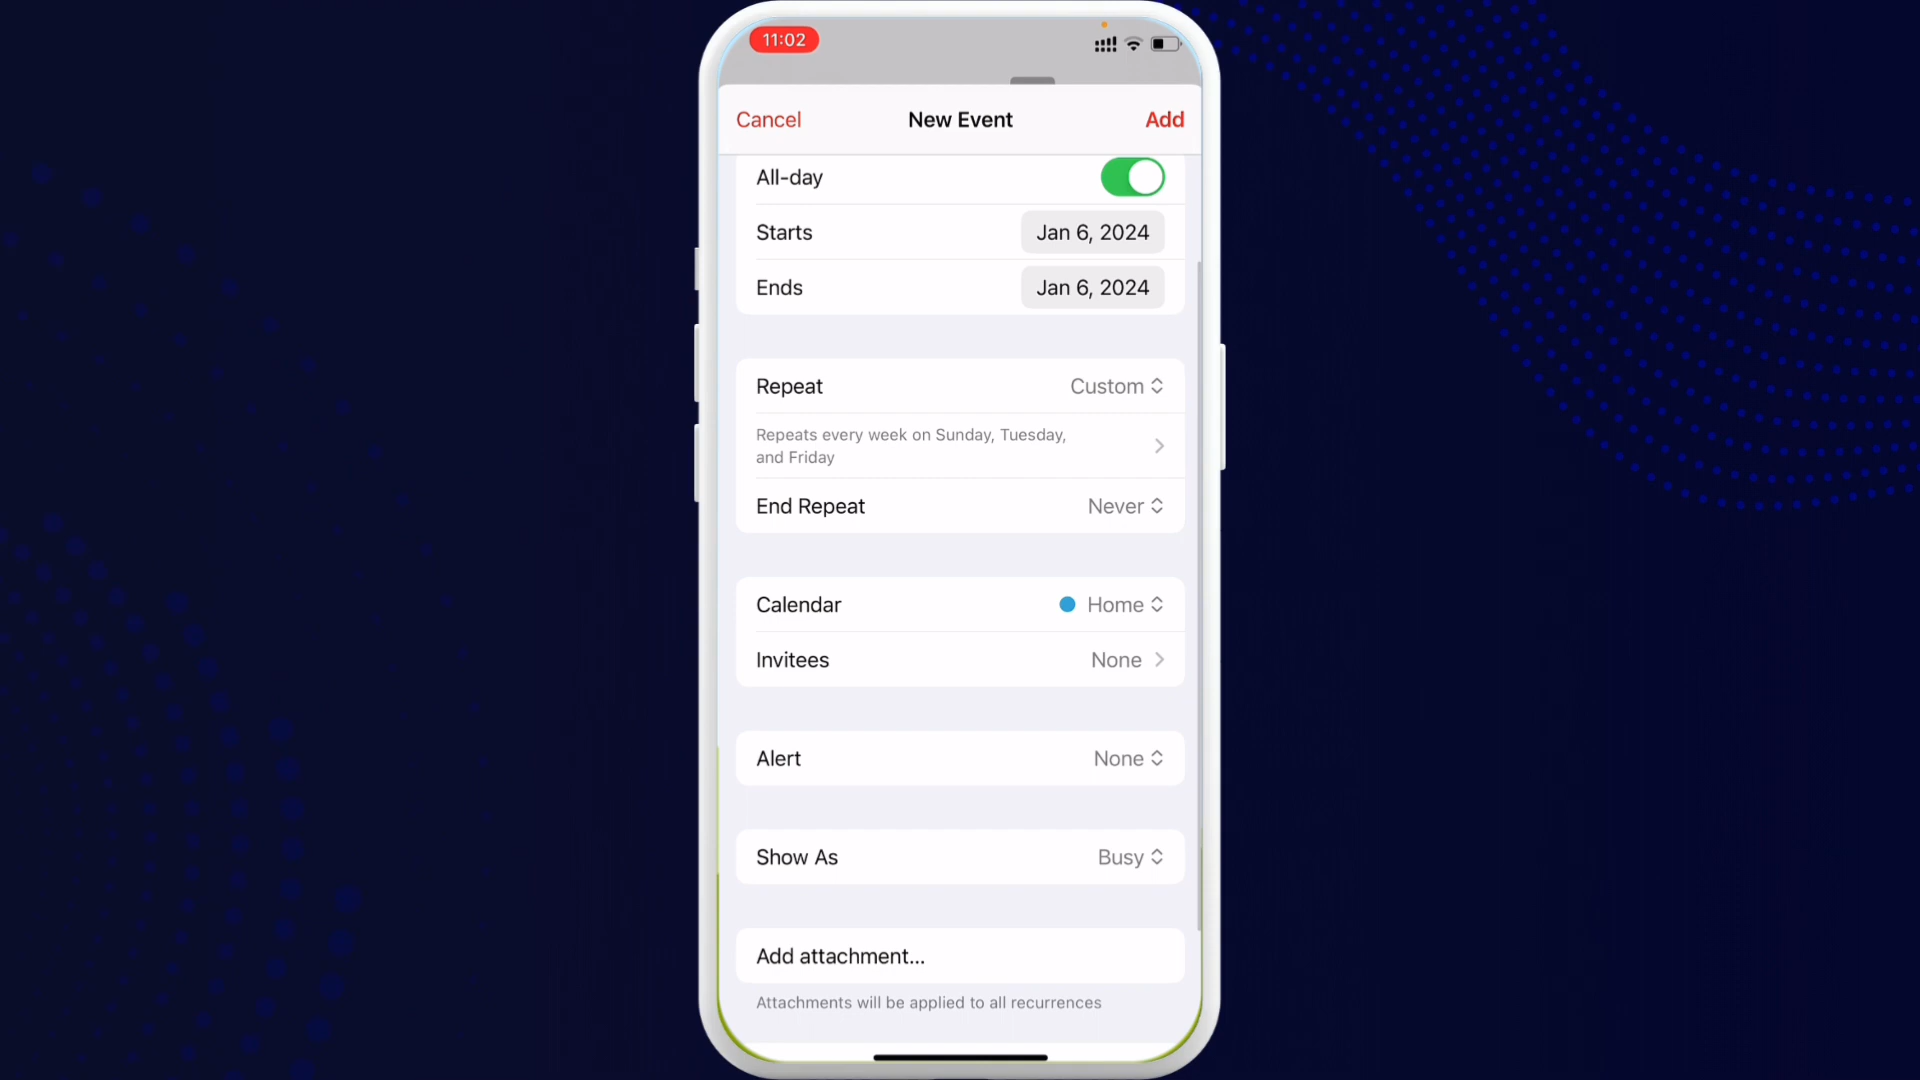 11:02
Cancel New Event Add
All-day
Starts Jan 6, 2024
Ends Jan 6, 2024
Repeat Custom
Repeats every week on Sunday, Tuesday,
and Friday
End Repeat Never
Calendar Home
Invitees None
Alert None
Show As Busy
Add attachment...
Attachments will be applied to all recurrences